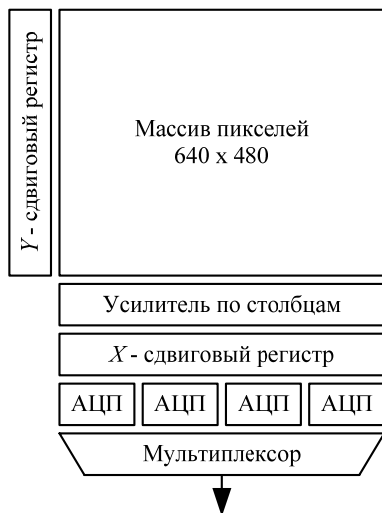 Y - сдвиговый регистр
Массив пикселей
640 x 480
Усилитель по столбцам
X - сдвиговый регистр
АЦП АЦП АЦП АЦП
Мультиплексор